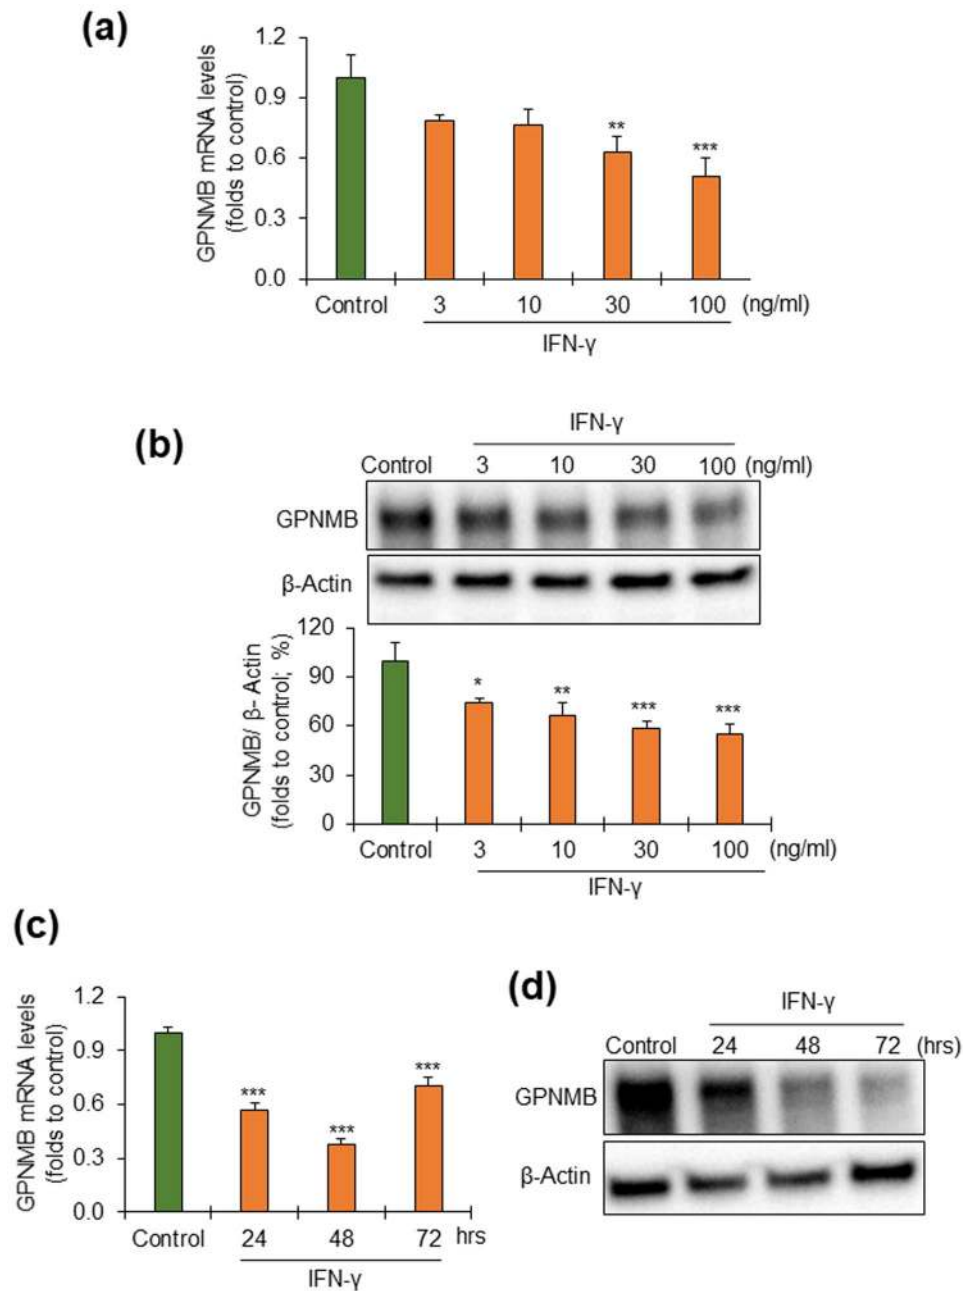 (a)
GPNMB mRNA levels
(folds to control)
1.2
0.9
0.6
0.3
0.0
**
***
Control 3 10 30 100 (ng/ml)
IFN-γ
(b)
IFN-γ
Control 3 10 30 100 (ng/ml)
GPNMB
β-Actin
GPNMB/ β- Actin
(folds to control; %)
120
90
60
30
0
*
**
***
***
Control 3 10 30 100 (ng/ml)
IFN-γ
(c)
GPNMB mRNA levels
(folds to control)
1.2
0.9
0.6
0.3
0.0
***
***
***
Control 24 48 72 hrs
IFN-γ
(d)
IFN-γ
Control 24 48 72 (hrs)
GPNMB
β-Actin